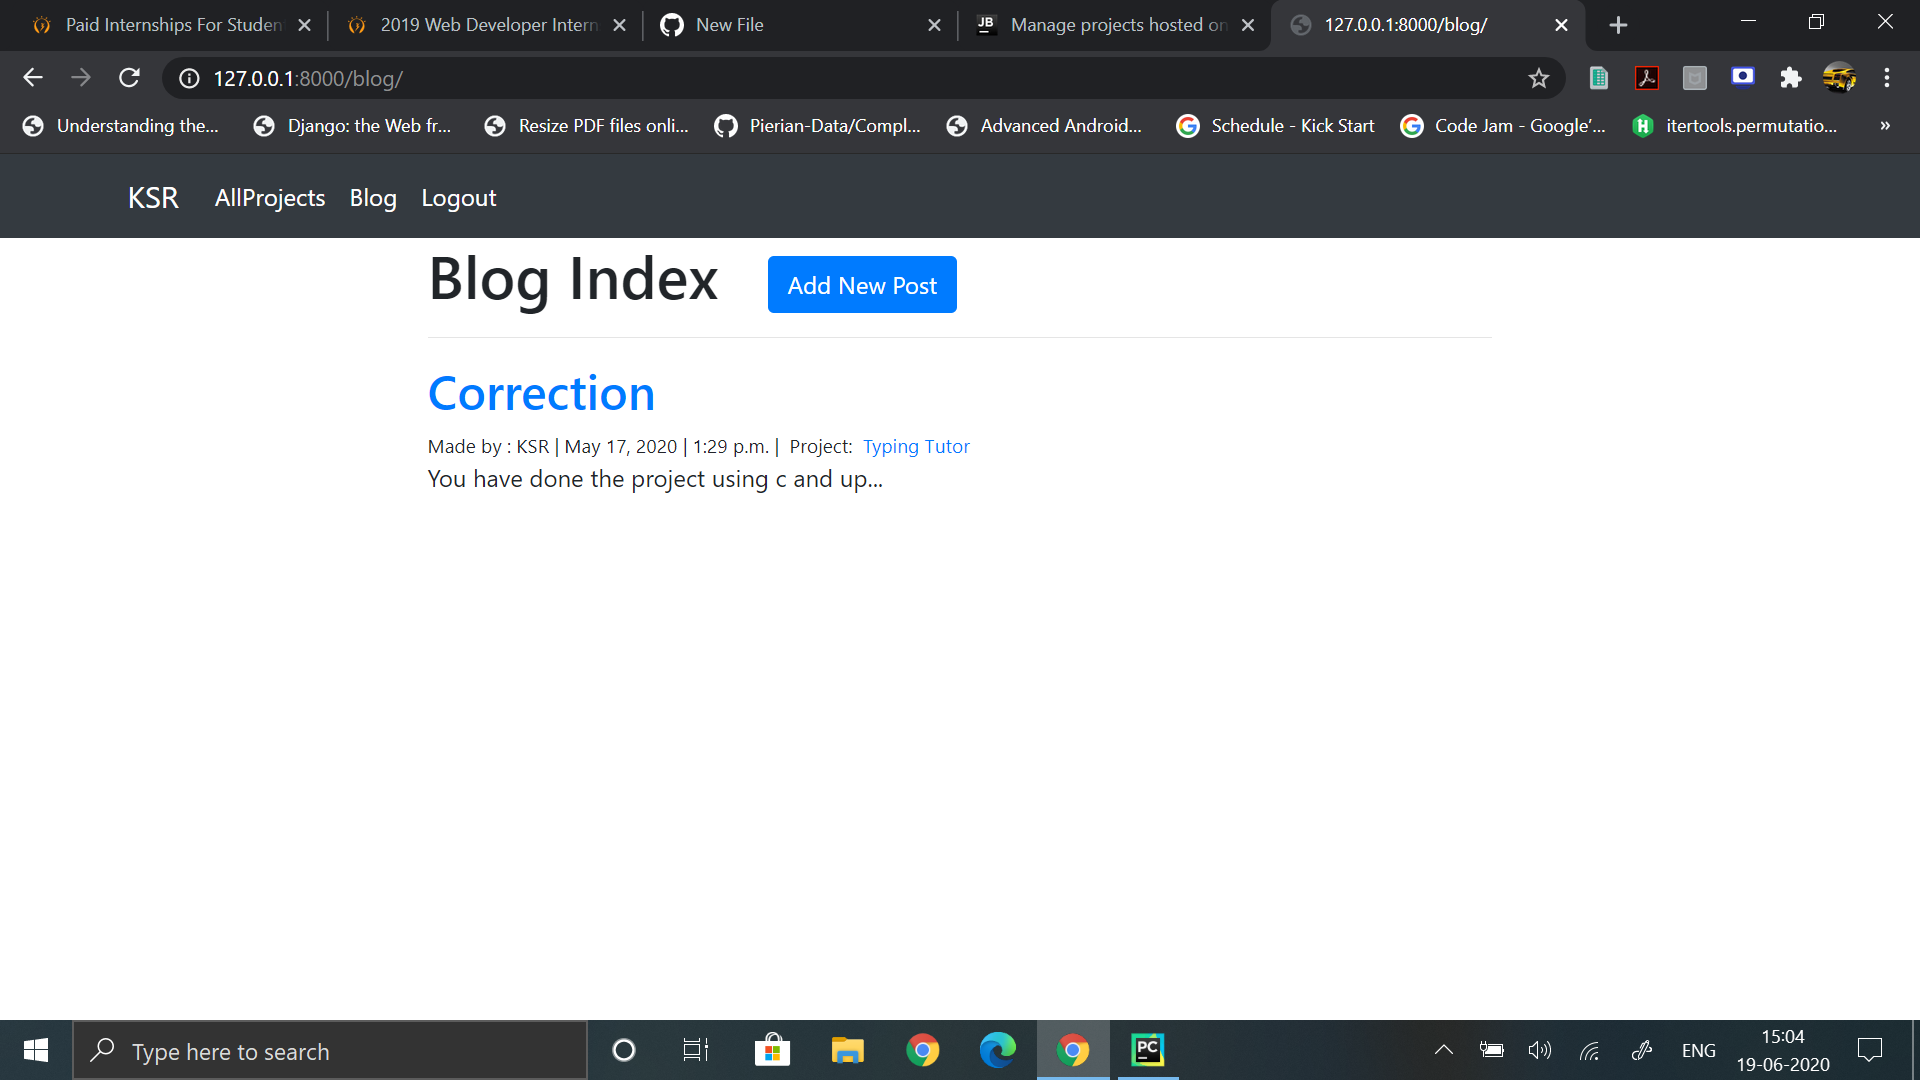 Paid Internships For Studen
2019 Web Developer Intern
New File
JB Manage projects hosted on
127.0.0.1:8000/blog/
127.0.0.1:8000/blog/
Understanding the...
Django: the Web fr...
Resize PDF files onli...
Pierian-Data/Compl...
Advanced Android...
Schedule - Kick Start
Code Jam - Google'...
itertools.permutatio...
»
KSR AllProjects Blog Logout
Blog Index Add New Post
Correction
Made by : KSR | May 17, 2020 | 1:29 p.m. | Project: Typing Tutor
You have done the project using c and up...
Type here to search
PC
ENG
15:04
19-06-2020